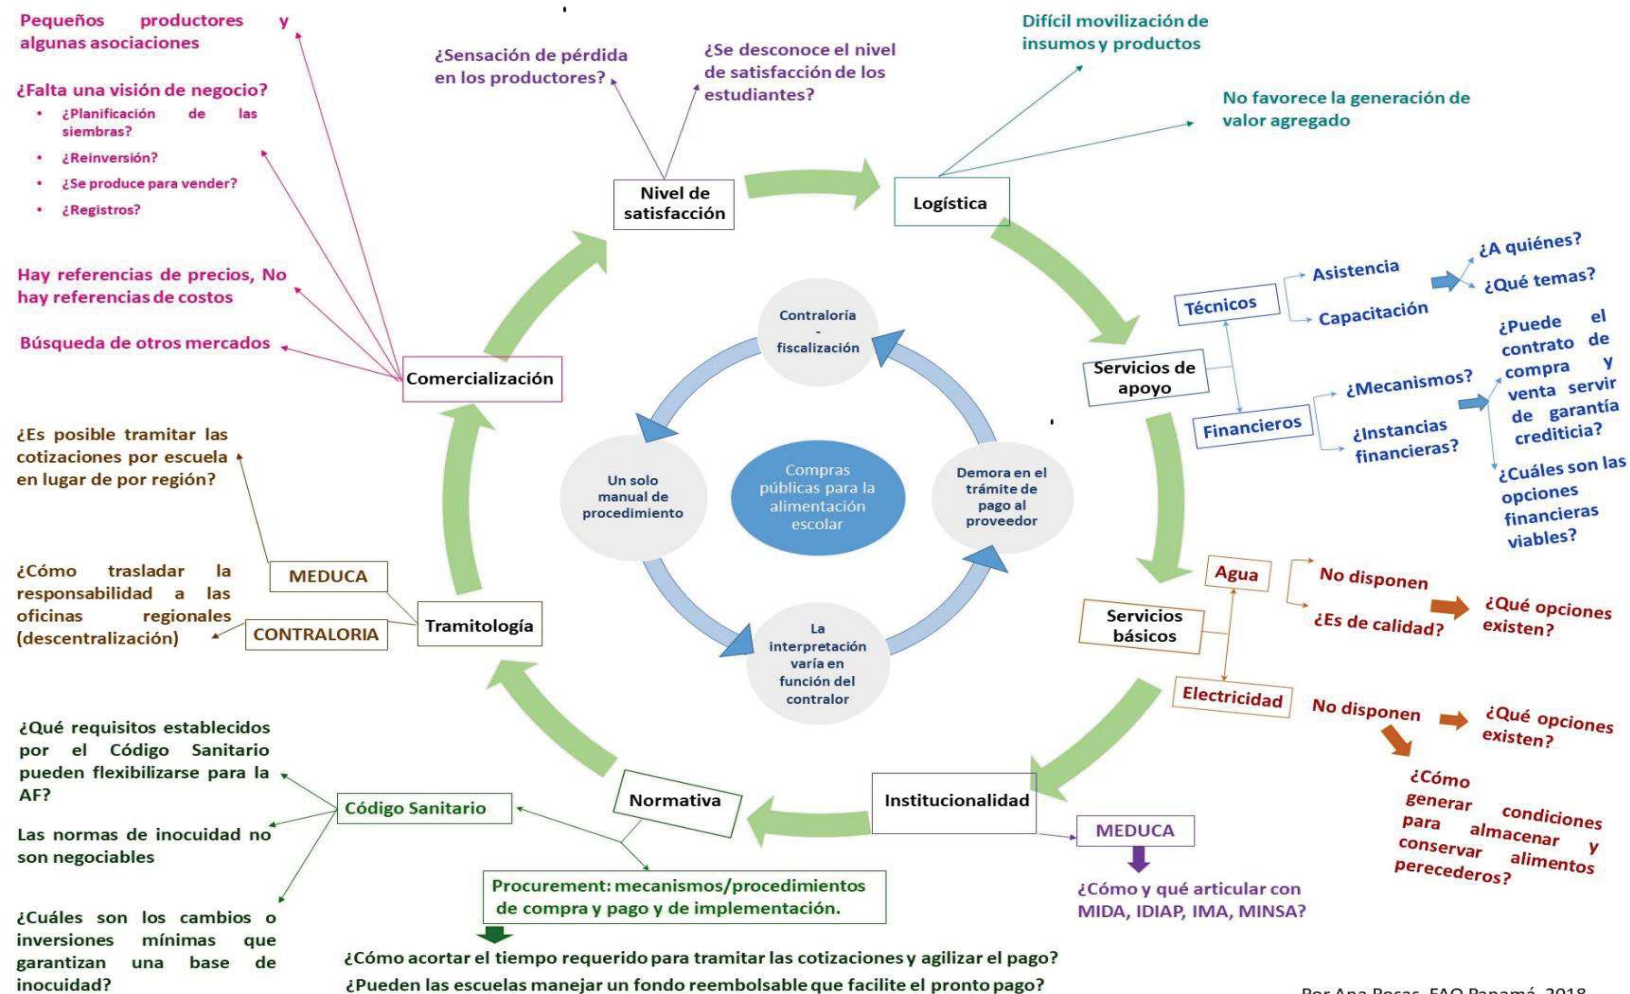 Pequeños productores y
algunas asociaciones
¿Falta una visión de negocio?
• ¿Planificación de las
siembras?
• ¿Reinversión?
• ¿Se produce para vender?
• ¿Registros?
Hay referencias de precios, No
hay referencias de costos
Búsqueda de otros mercados
Comercialización
¿Sensación de pérdida
en los productores?
¿Se desconoce el nivel
de satisfacción de los
estudiantes?
Nivel de
satisfacción
Difícil movilización de
insumos y productos
No favorece la generación de
valor agregado
Logística
Servicios de
apoyo
Técnicos
Asistencia
Capacitación
¿A quiénes?
¿Qué temas?
Financieros
¿Mecanismos?
¿Instancias
financieras?
¿Puede el
contrato de
compra y
venta servir
de garantía
crediticia?
¿Cuáles son las
opciones
financieras
viables?
Servicios
básicos
Agua
No disponen
¿Es de calidad?
¿Qué opciones
existen?
Electricidad
No disponen
¿Qué opciones
existen?
¿Cómo
generar condiciones
para almacenar y
conservar alimentos
perecederos?
Institucionalidad
MEDUCA
¿Cómo y qué articular con
MIDA, IDIAP, IMA, MINSA?
Normativa
Código Sanitario
¿Qué requisitos establecidos
por el Código Sanitario
pueden flexibilizarse para la
AF?
Las normas de inocuidad no
son negociables
¿Cuáles son los cambios o
inversiones mínimas que
garantizan una base de
inocuidad?
Procurement: mecanismos/procedimientos
de compra y pago y de implementación.
¿Cómo acortar el tiempo requerido para tramitar las cotizaciones y agilizar el pago?
¿Pueden las escuelas manejar un fondo reembolsable que facilite el pronto pago?
Tramitología
MEDUCA
CONTRALORIA
¿Es posible tramitar las
cotizaciones por escuela
en lugar de por región?
¿Cómo trasladar la
responsabilidad a las
oficinas regionales
(descentralización)
Contraloría
-
fiscalización
Un solo
manual de
procedimiento
Compras
públicas para la
alimentación
escolar
Demora en el
trámite de
pago al
proveedor
La
interpretación
varía en
función del
contralor
Por Ana Posas, FAO Panamá, 2018